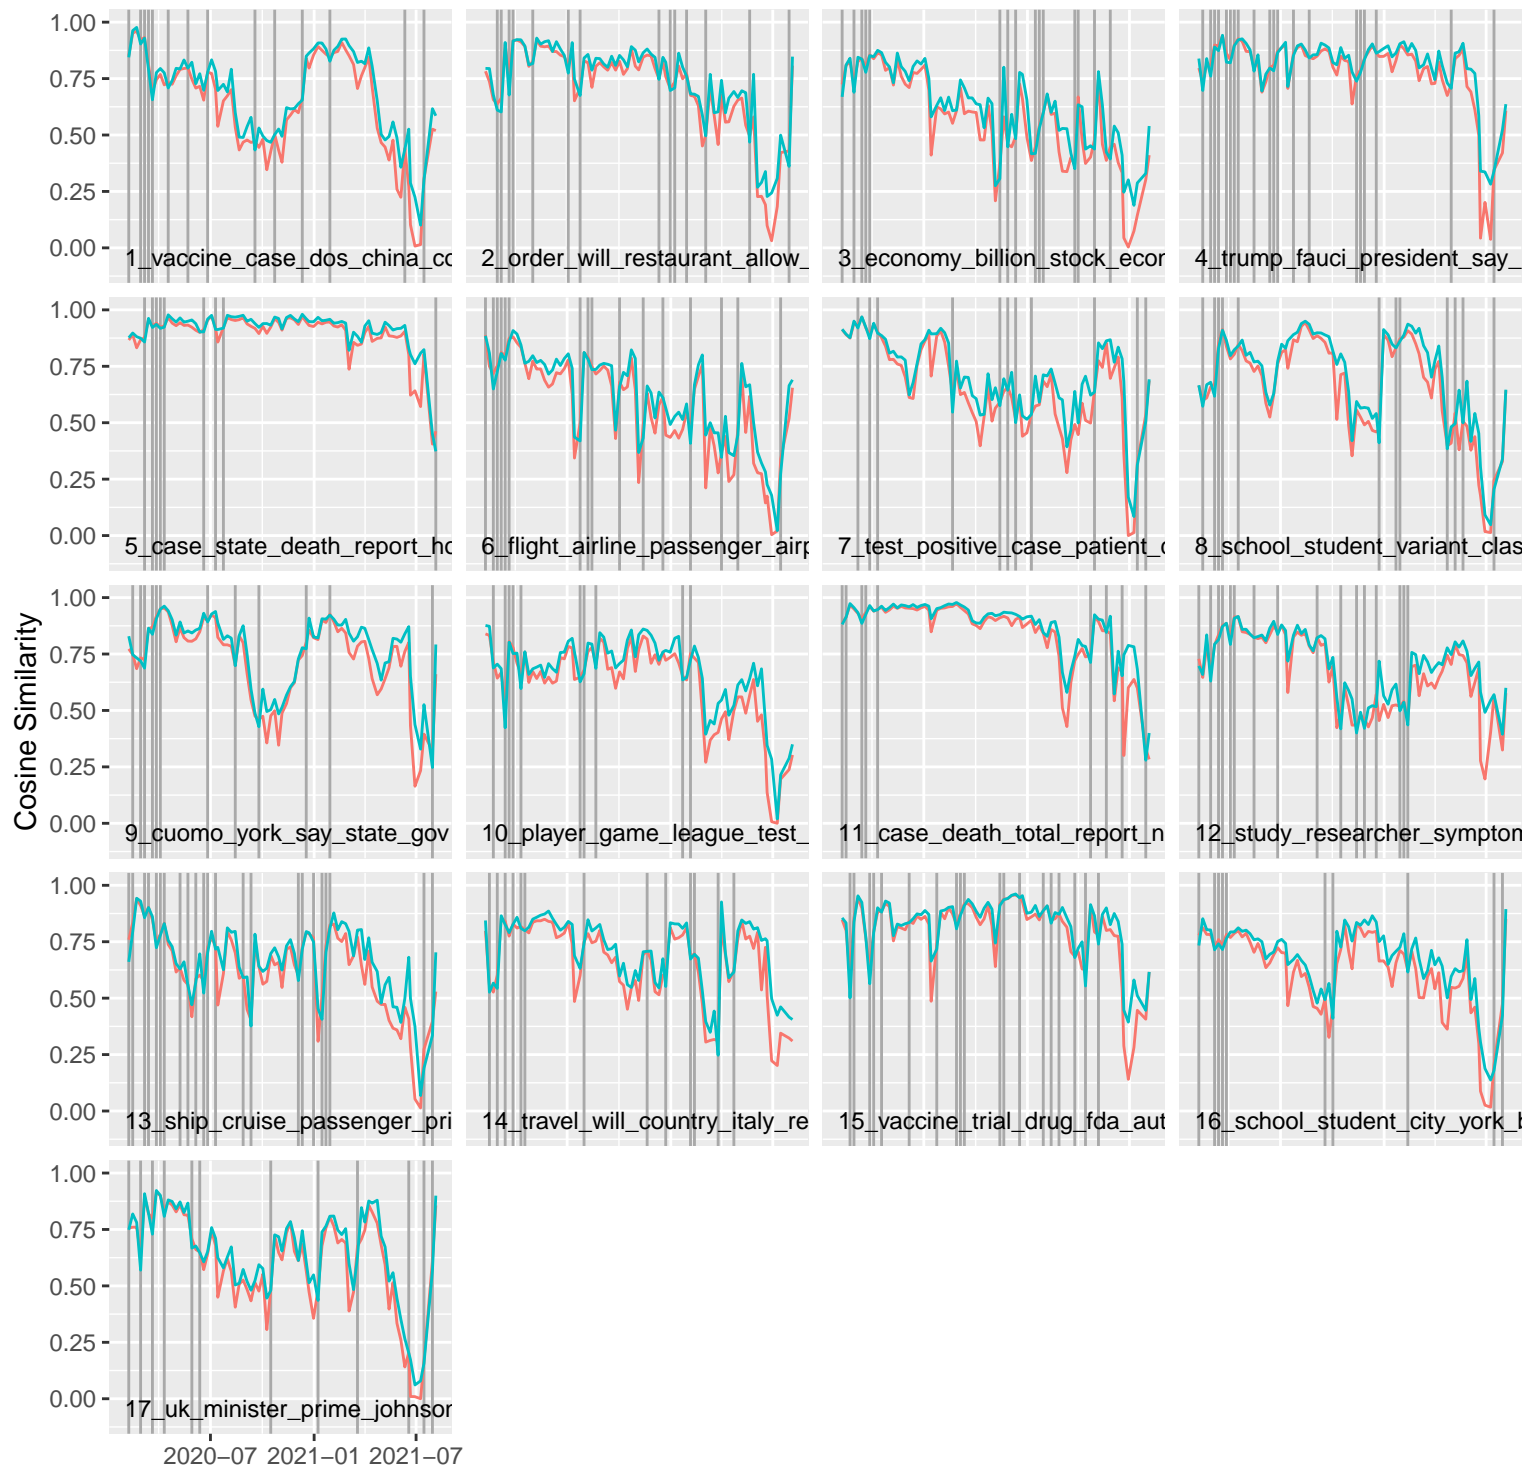 Cosine Similarity
1.00
0.75
0.50
0.25
0.00
1_vaccine_case_dos_china_co
2_order_will_restaurant_allow_
3_economy_billion_stock_econ
4_trump_fauci_president_say_
1.00
0.75
0.50
0.25
0.00
5_case_state_death_report_ho
6_flight_airline_passenger_airp
7_test_positive_case_patient_
8_school_student_variant_clas
1.00
0.75
0.50
0.25
0.00
9_cuomo_york_say_state_gov
10_player_game_league_test_
11_case_death_total_report_n
12_study_researcher_symptom
1.00
0.75
0.50
0.25
0.00
13_ship_cruise_passenger_pri
14_travel_will_country_italy_re
15_vaccine_trial_drug_fda_aut
16_school_student_city_york_b
1.00
0.75
0.50
0.25
0.00
17_uk_minister_prime_johnson
2020−07 2021−01 2021−07